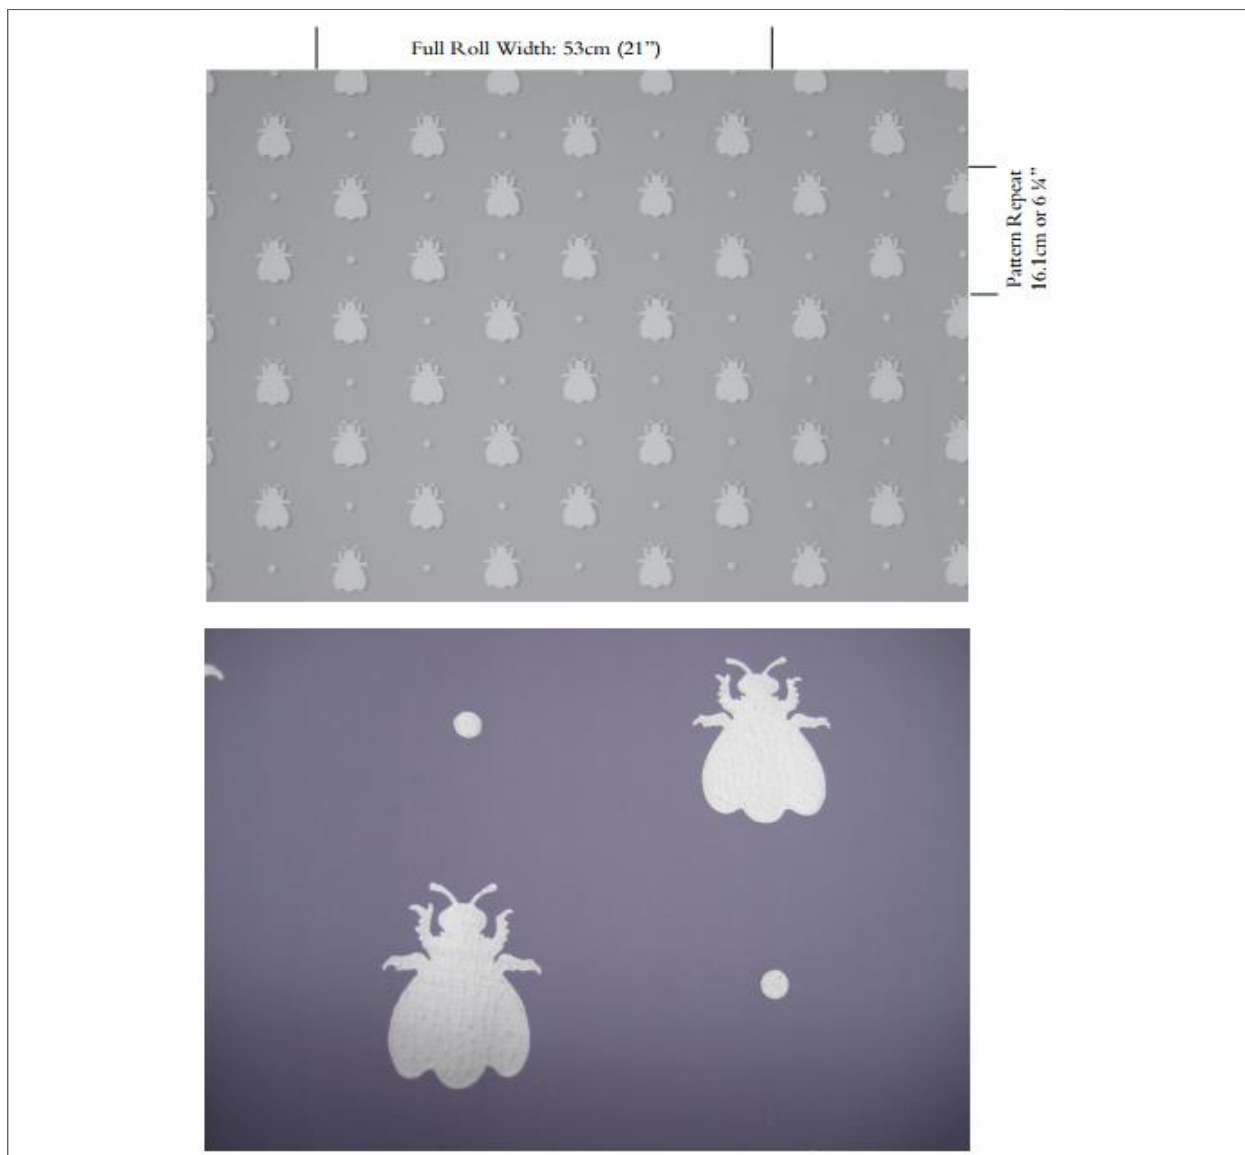 Full Roll Width: 53cm (21”)
Pattern Repeat
16.1cm or 6 ¼”